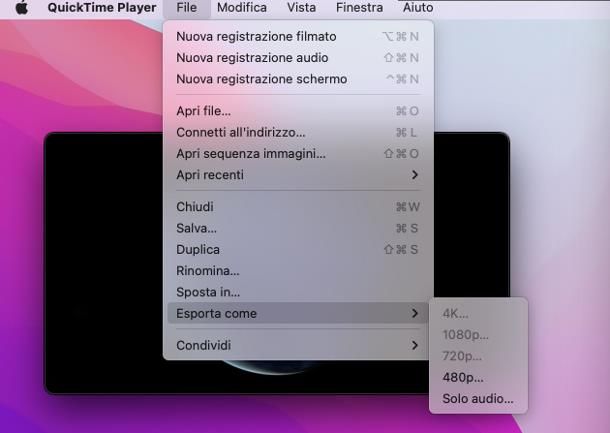 QuickTime Player File Modifica Vista Finestra Aiuto
Nuova registrazione filmato ⌥⌘N
Nuova registrazione audio ⇧⌘N
Nuova registrazione schermo ^⌘N
Apri file... ⌘O
Connetti all'indirizzo... ⌘L
Apri sequenza immagini... ⇧⌘O
Apri recenti
Chiudi ⌘W
Salva... ⌘S
Duplica ⇧⌘S
Rinomina...
Sposta in...
Esporta come
Condividi
4K...
1080p...
720p...
480p...
Solo audio...